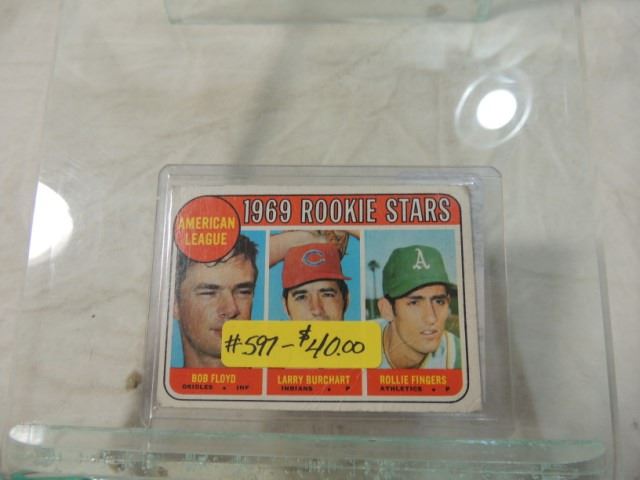 1969 ROOKIE STARS
AMERICAN
LEAGUE
C
A
#597-$40.00
BOB FLOYD
ORIOLES • INF
LARRY BURCHART
INDIANS • P
ROLLIE FINGERS
ATHLETICS • P